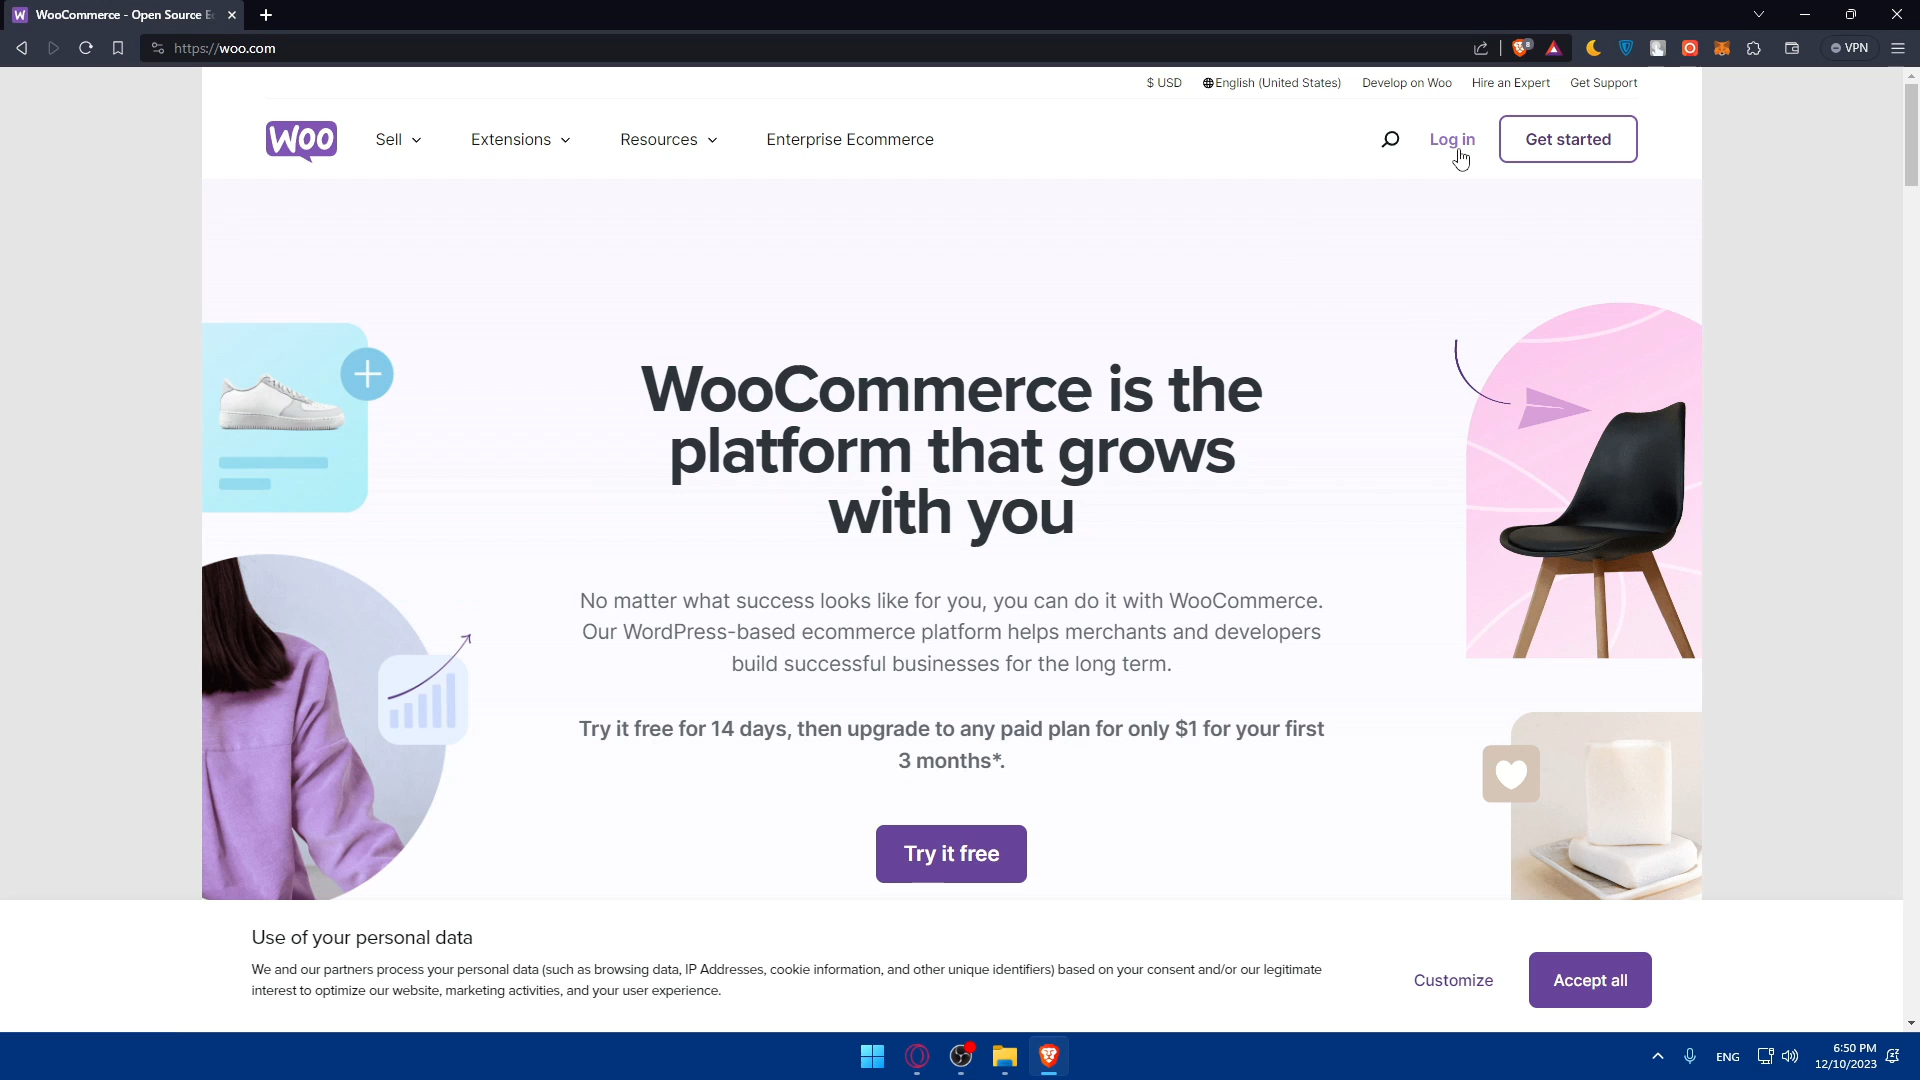 WooCommerce - Open Source E
https://woo.com
VPN
$ USD
English (United States)
Develop on Woo
Hire an Expert
Get Support
WOO
Sell
Extensions
Resources
Enterprise Ecommerce
Log in
Get started
WooCommerce is the
platform that grows
with you
No matter what success looks like for you, you can do it with WooCommerce.
Our WordPress-based ecommerce platform helps merchants and developers
build successful businesses for the long term.
Try it free for 14 days, then upgrade to any paid plan for only $1 for your first
3 months*.
Try it free
Use of your personal data
We and our partners process your personal data (such as browsing data, IP Addresses, cookie information, and other unique identifiers) based on your consent and/or our legitimate
interest to optimize our website, marketing activities, and your user experience.
Customize
Accept all
ENG
6:50 PM
12/10/2023